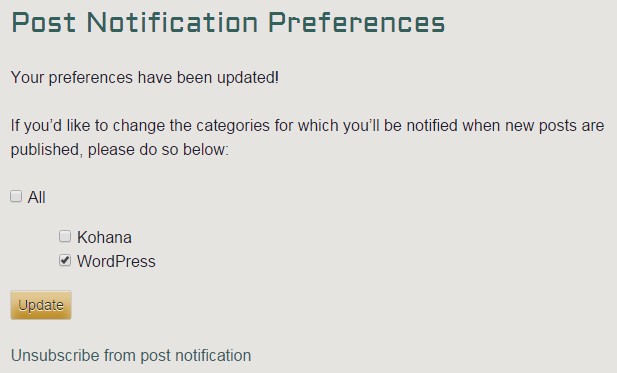 Post Notification Preferences
Your preferences have been updated!
If you'd like to change the categories for which you'll be notified when new posts are
published, please do so below:
All
Kohana
WordPress
Update
Unsubscribe from post notification